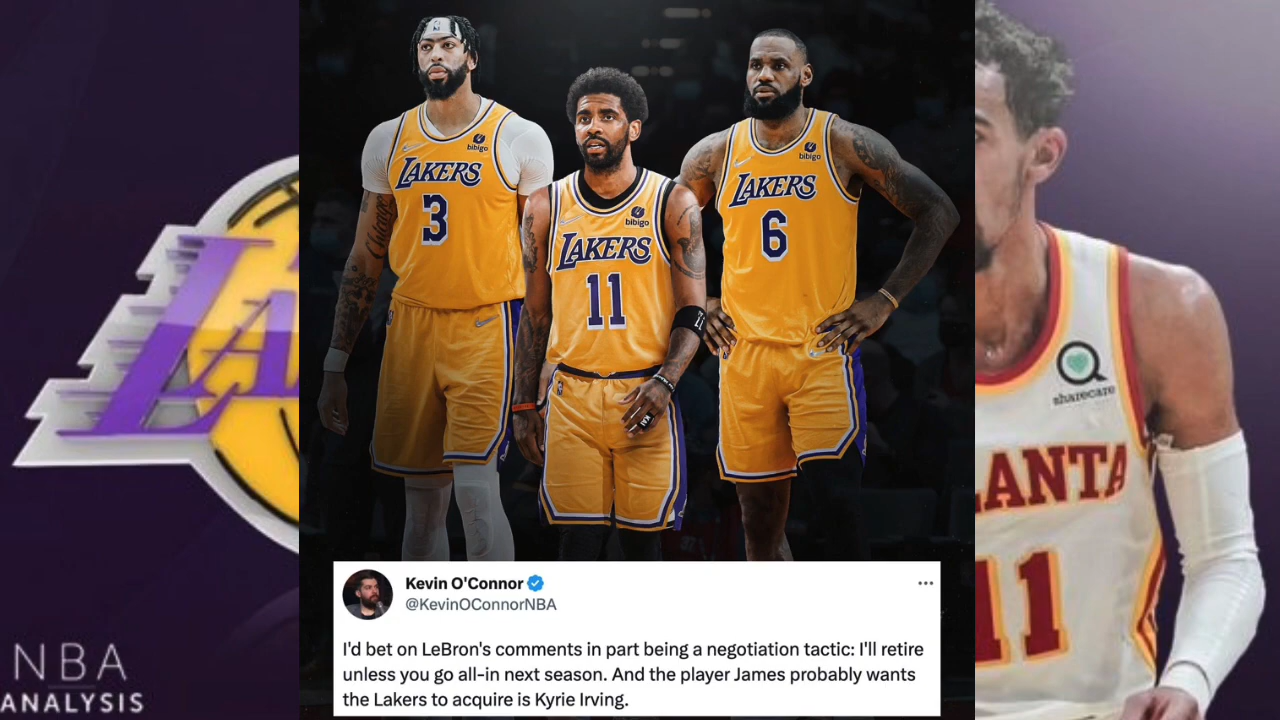 bibigo
LAKERS
3
bibigo
LAKERS
11
bibigo
LAKERS
6
LA
sharecare
ANTA
11
Kevin O'Connor
@KevinOConnorNBA
I'd bet on LeBron's comments in part being a negotiation tactic: I'll retire
unless you go all-in next season. And the player James probably wants
the Lakers to acquire is Kyrie Irving.
NBA
ANALYSIS